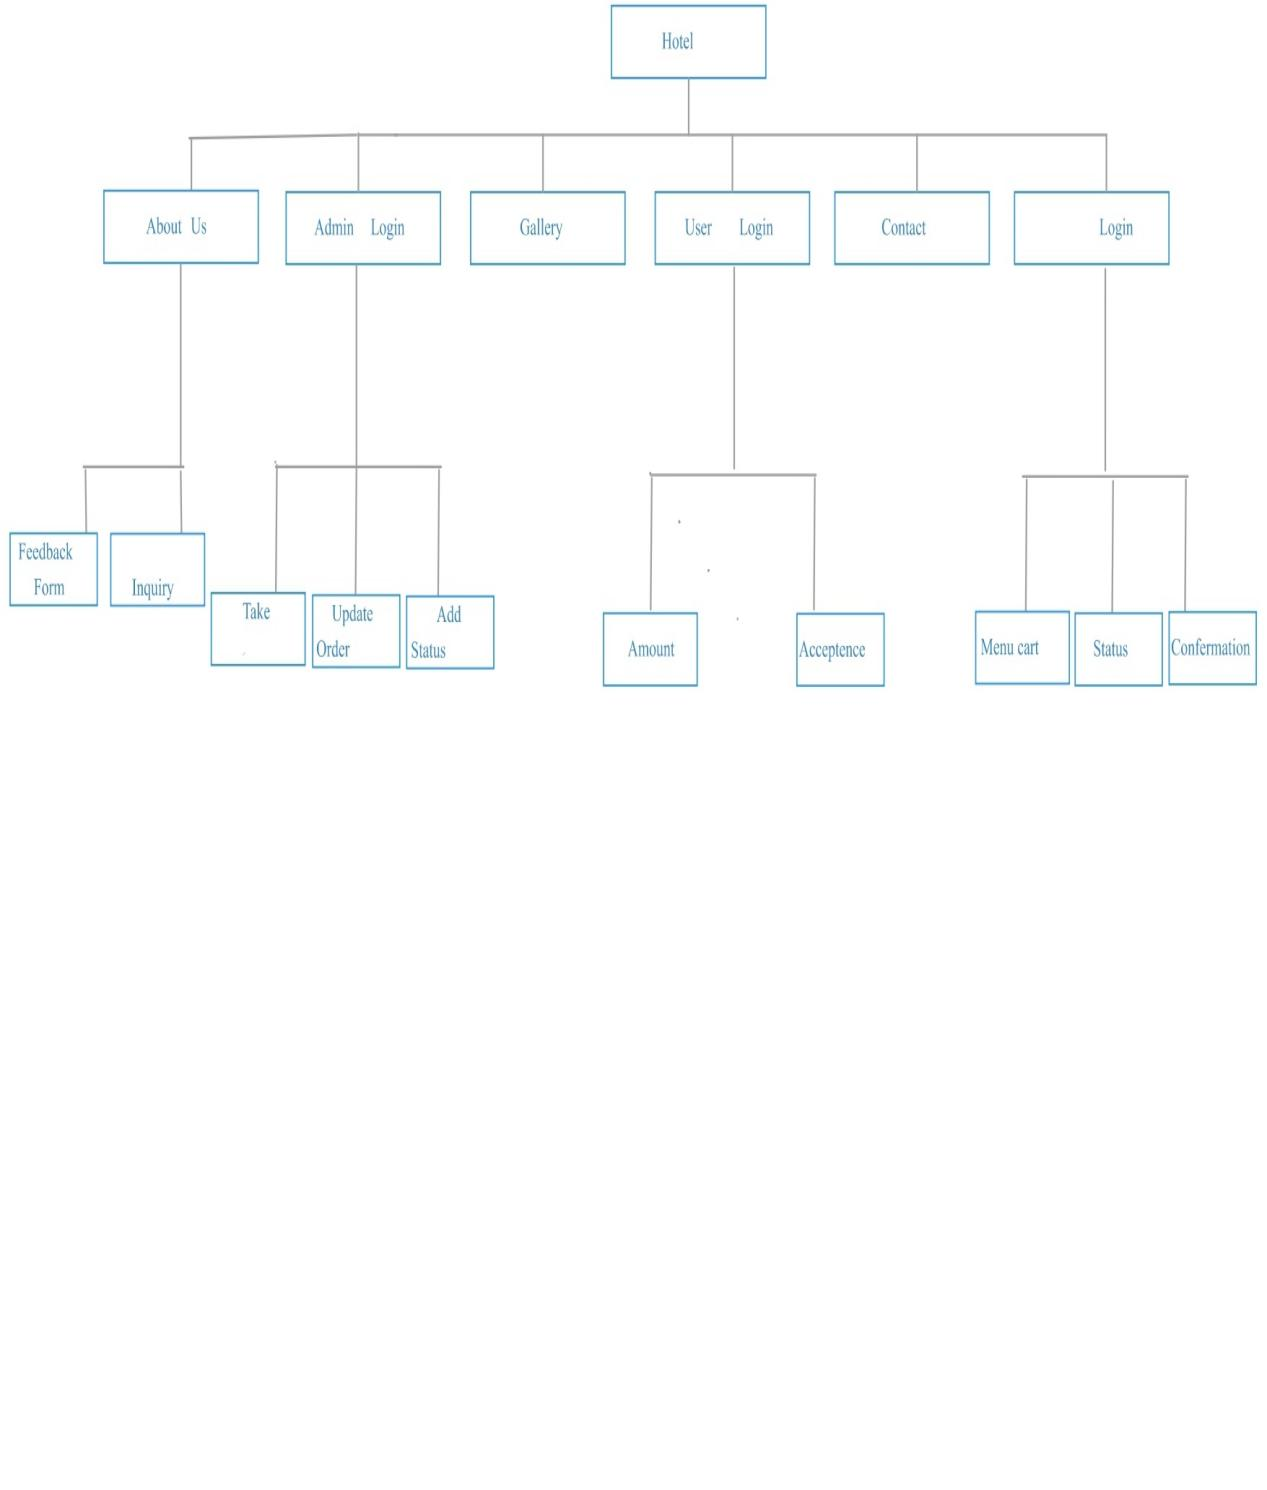 Hotel
About Us
Admin Login
Gallery
User Login
Contact
Login
Feedback
Form
Inquiry
Take
Update
Order
Add
Status
Amount
Acceptence
Menu cart
Status
Confermation